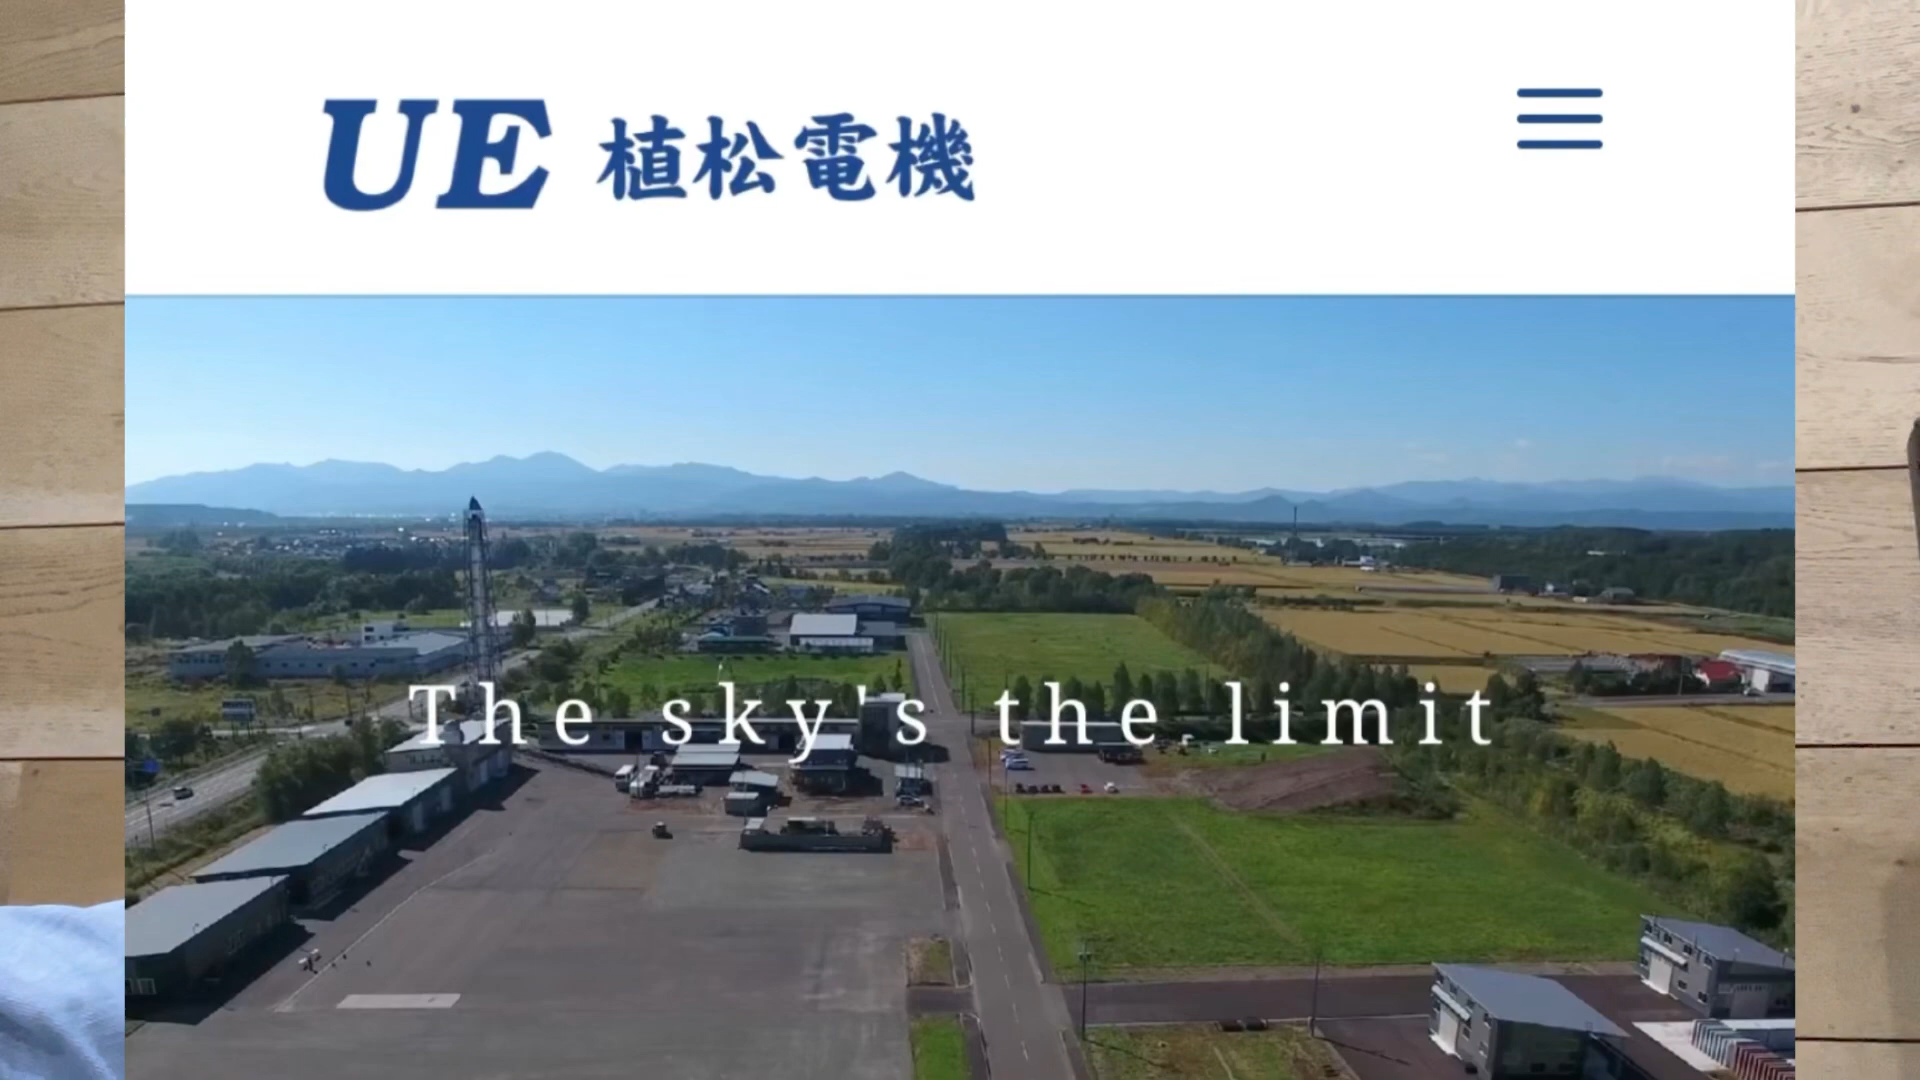 UE 植松電機
The sky's the limit